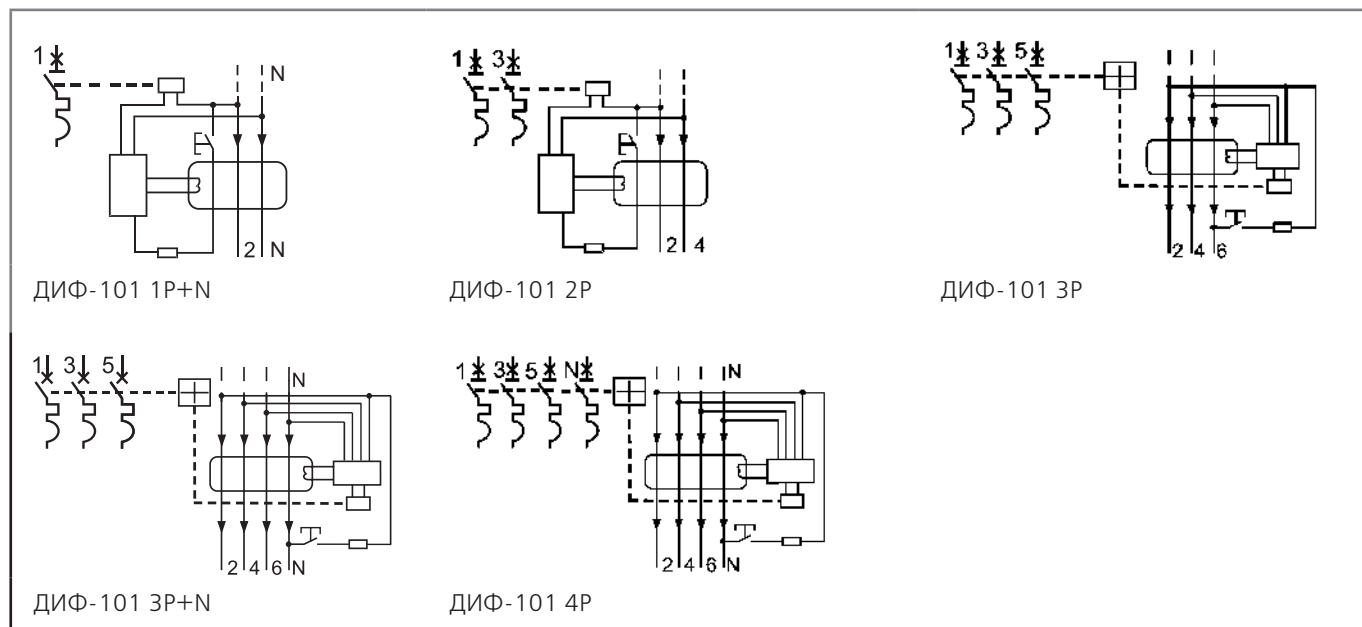 1 N
2 N
ДИФ-101 1P+N
1 3
2 4
ДИФ-101 2P
1 3 5
2 4 6
ДИФ-101 3P
1 3 5 N
2 4 6 N
ДИФ-101 3P+N
1 3 5 N N
2 4 6 N
ДИФ-101 4P